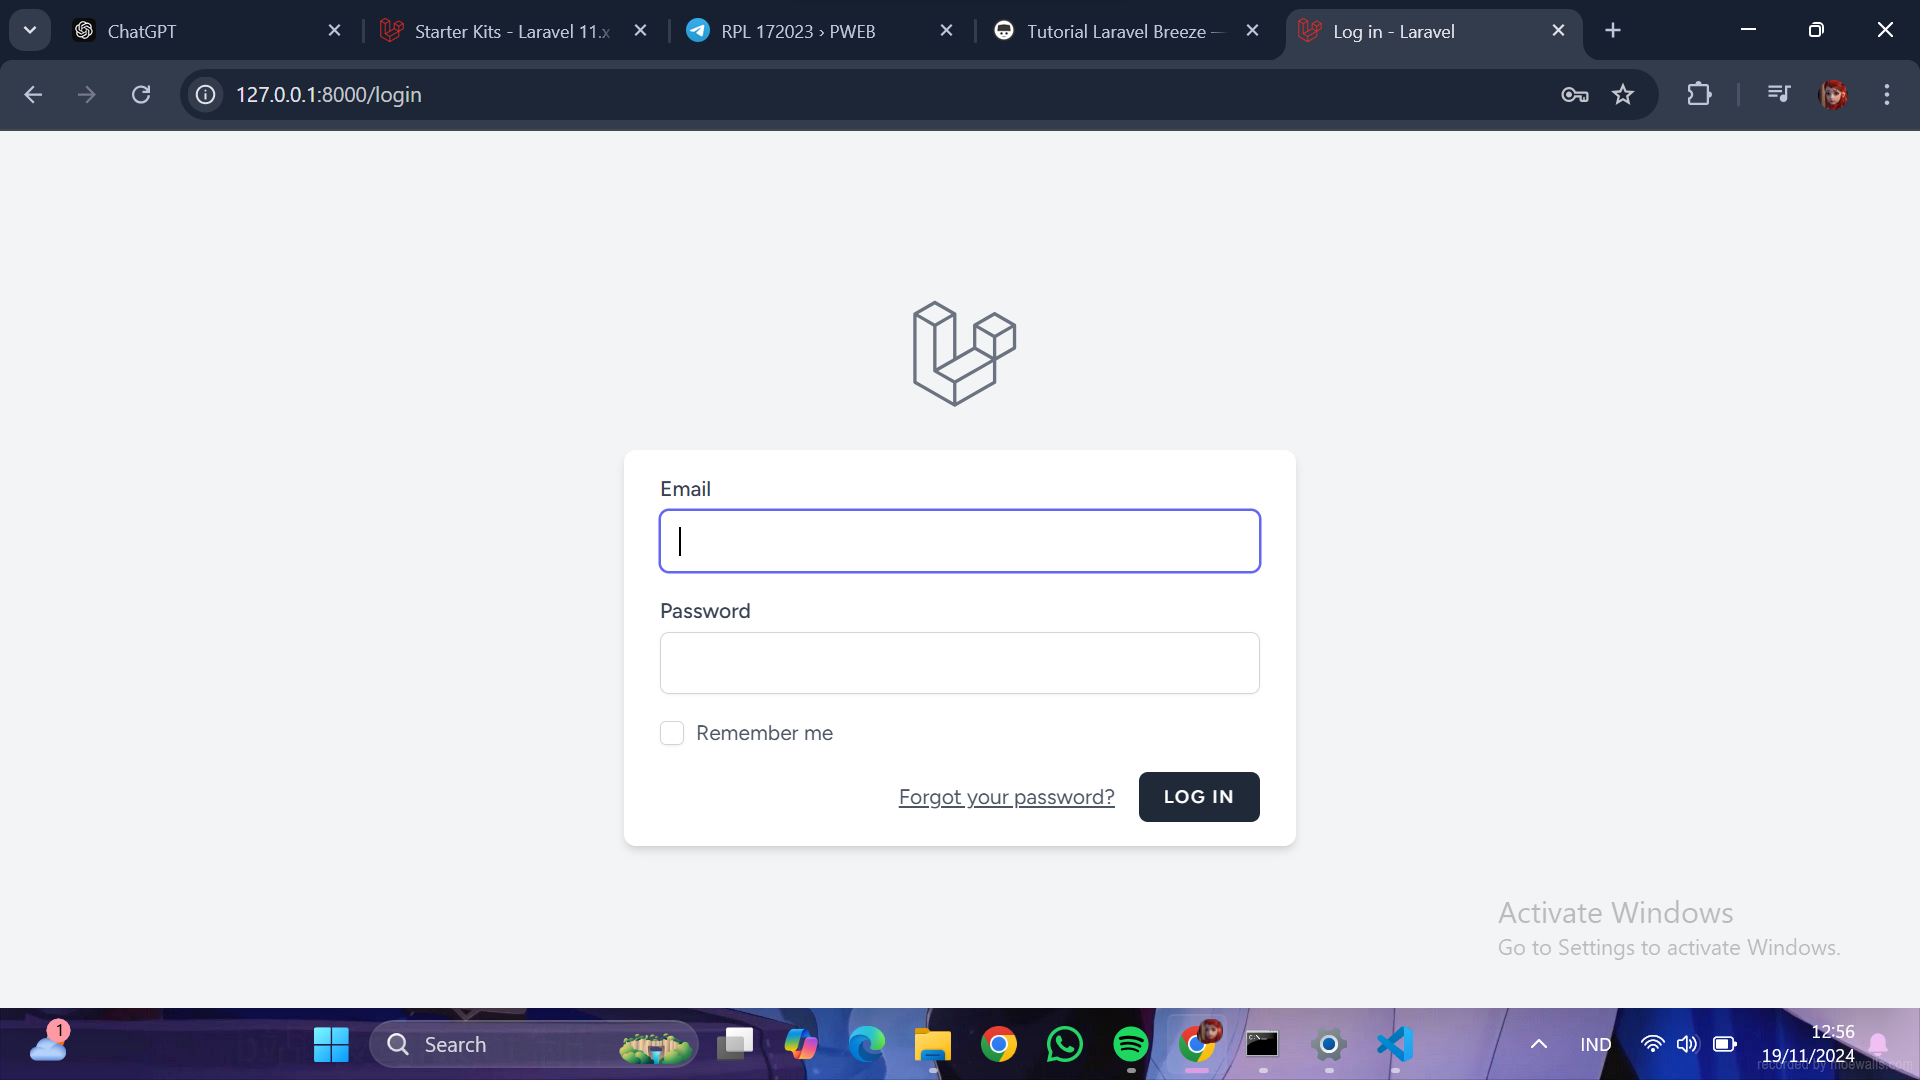 ChatGPT
Starter Kits - Laravel 11.x
RPL 172023 › PWEB
Tutorial Laravel Breeze —
Log in - Laravel
127.0.0.1:8000/login
Email
Password
Remember me
Forgot your password?
LOG IN
Activate Windows
Go to Settings to activate Windows.
1
Search
IND
12:56
19/11/2024
recorded by moewalls.com